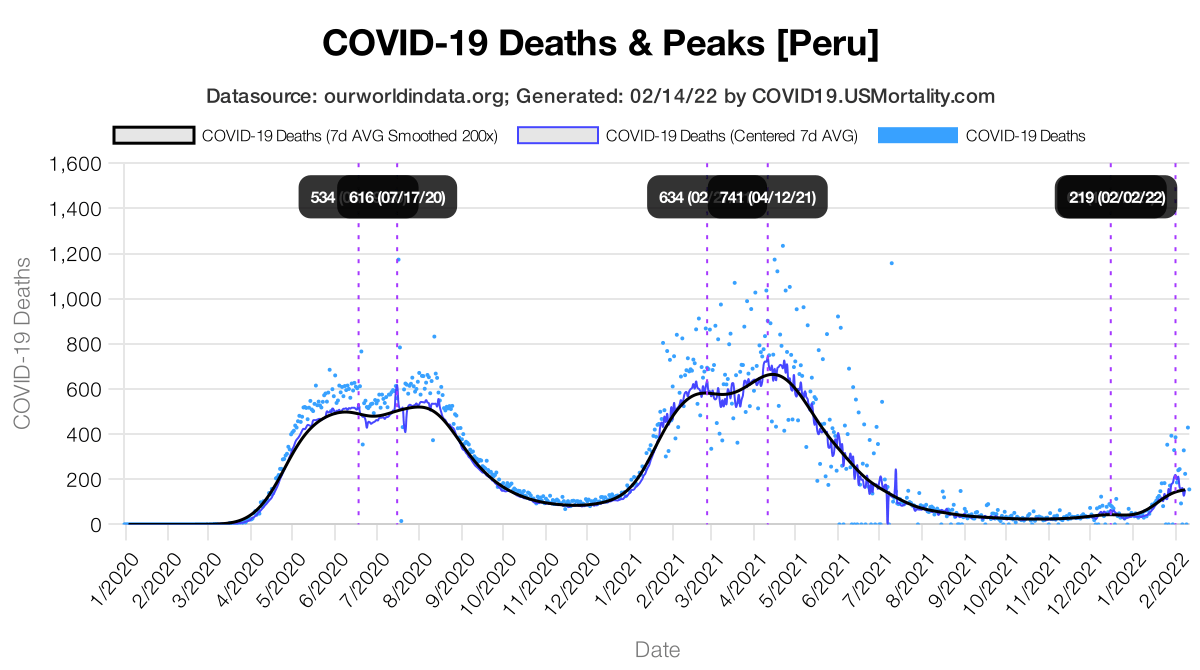 COVID-19 Deaths & Peaks [Peru]
Datasource: ourworldindata.org; Generated: 02/14/22 by COVID19.USMortality.com
COVID-19 Deaths (7d AVG Smoothed 200x) COVID-19 Deaths (Centered 7d AVG) COVID-19 Deaths
1,600
1,400
1,200
1,000
800
600
400
200
0
COVID-19 Deaths
534 616 (07/17/20) 634 (02/ 741 (04/12/21) 219 (02/02/22)
1/2020 2/2020 3/2020 4/2020 5/2020 6/2020 7/2020 8/2020 9/2020 10/2020 11/2020 12/2020 1/2021 2/2021 3/2021 4/2021 5/2021 6/2021 7/2021 8/2021 9/2021 10/2021 11/2021 12/2021 1/2022 2/2022
Date